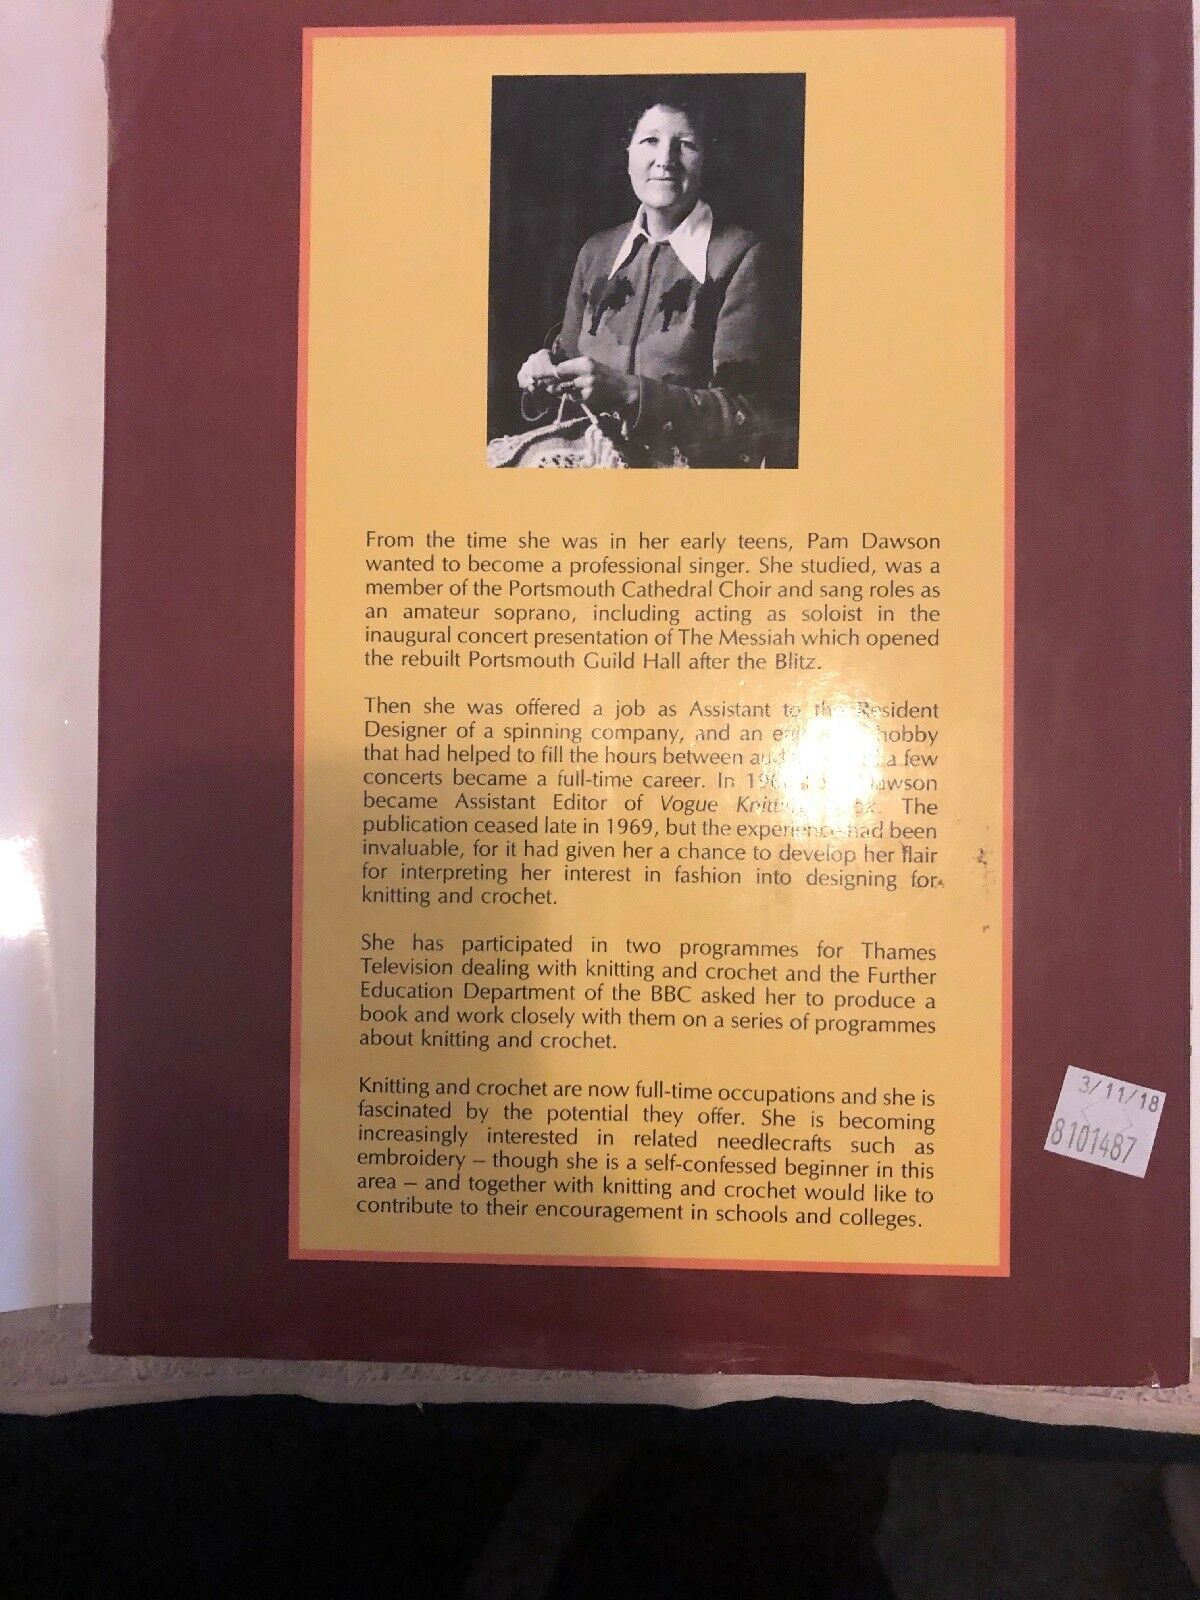 From the time she was in her early teens, Pam Dawson
wanted to become a professional singer. She studied, was a
member of the Portsmouth Cathedral Choir and sang roles as
an amateur soprano, including acting as soloist in the
inaugural concert presentation of The Messiah which opened
the rebuilt Portsmouth Guild Hall after the Blitz.
Then she was offered a job as Assistant to the Resident
Designer of a spinning company, and an hobby
that had helped to fill the hours between a few
concerts became a full-time career. In Dawson
became Assistant Editor of Vogue Knitting The
publication ceased late in 1969, but the experience had been
invaluable, for it had given her a chance to develop her flair
for interpreting her interest in fashion into designing for
knitting and crochet.
She has participated in two programmes for Thames
Television dealing with knitting and crochet and the Further
Education Department of the BBC asked her to produce a
book and work closely with them on a series of programmes
about knitting and crochet.
Knitting and crochet are now full-time occupations and she is
fascinated by the potential they offer. She is becoming
increasingly interested in related needlecrafts such as
embroidery – though she is a self-confessed beginner in this
area – and together with knitting and crochet would like to
contribute to their encouragement in schools and colleges.
3/11/18
8101487